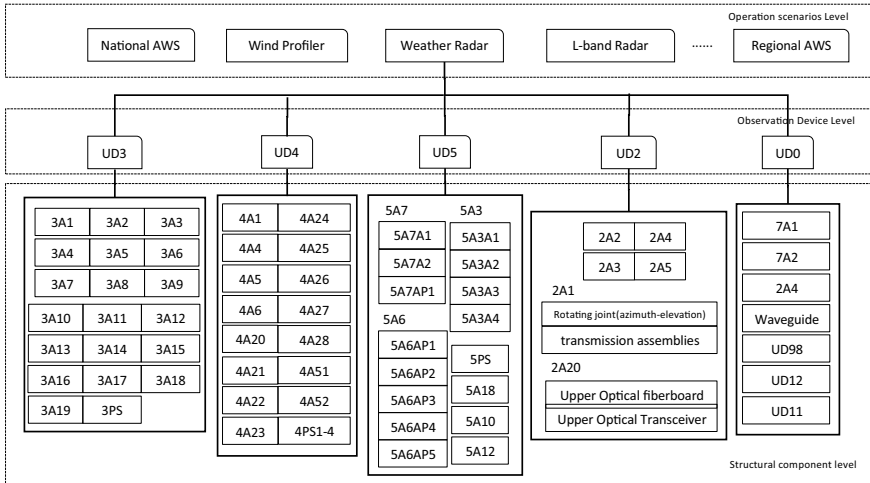 Operation scenarios Level
National AWS
Wind Profiler
Weather Radar
L-band Radar
......
Regional AWS
Observation Device Level
UD3
UD4
UD5
UD2
UD0
3A1 3A2 3A3
3A4 3A5 3A6
3A7 3A8 3A9
3A10 3A11 3A12
3A13 3A14 3A15
3A16 3A17 3A18
3A19 3PS
4A1 4A24
4A4 4A25
4A5 4A26
4A6 4A27
4A20 4A28
4A21 4A51
4A22 4A52
4A23 4PS1-4
5A7
5A7A1
5A7A2
5A7AP1
5A6
5A6AP1
5A6AP2
5A6AP3
5A6AP4
5A6AP5
5A3
5A3A1
5A3A2
5A3A3
5A3A4
5PS
5A18
5A10
5A12
2A2 2A4
2A3 2A5
2A1
Rotating joint(azimuth-elevation)
transmission assemblies
2A20
Upper Optical fiberboard
Upper Optical Transceiver
7A1
7A2
2A4
Waveguide
UD98
UD12
UD11
Structural component level